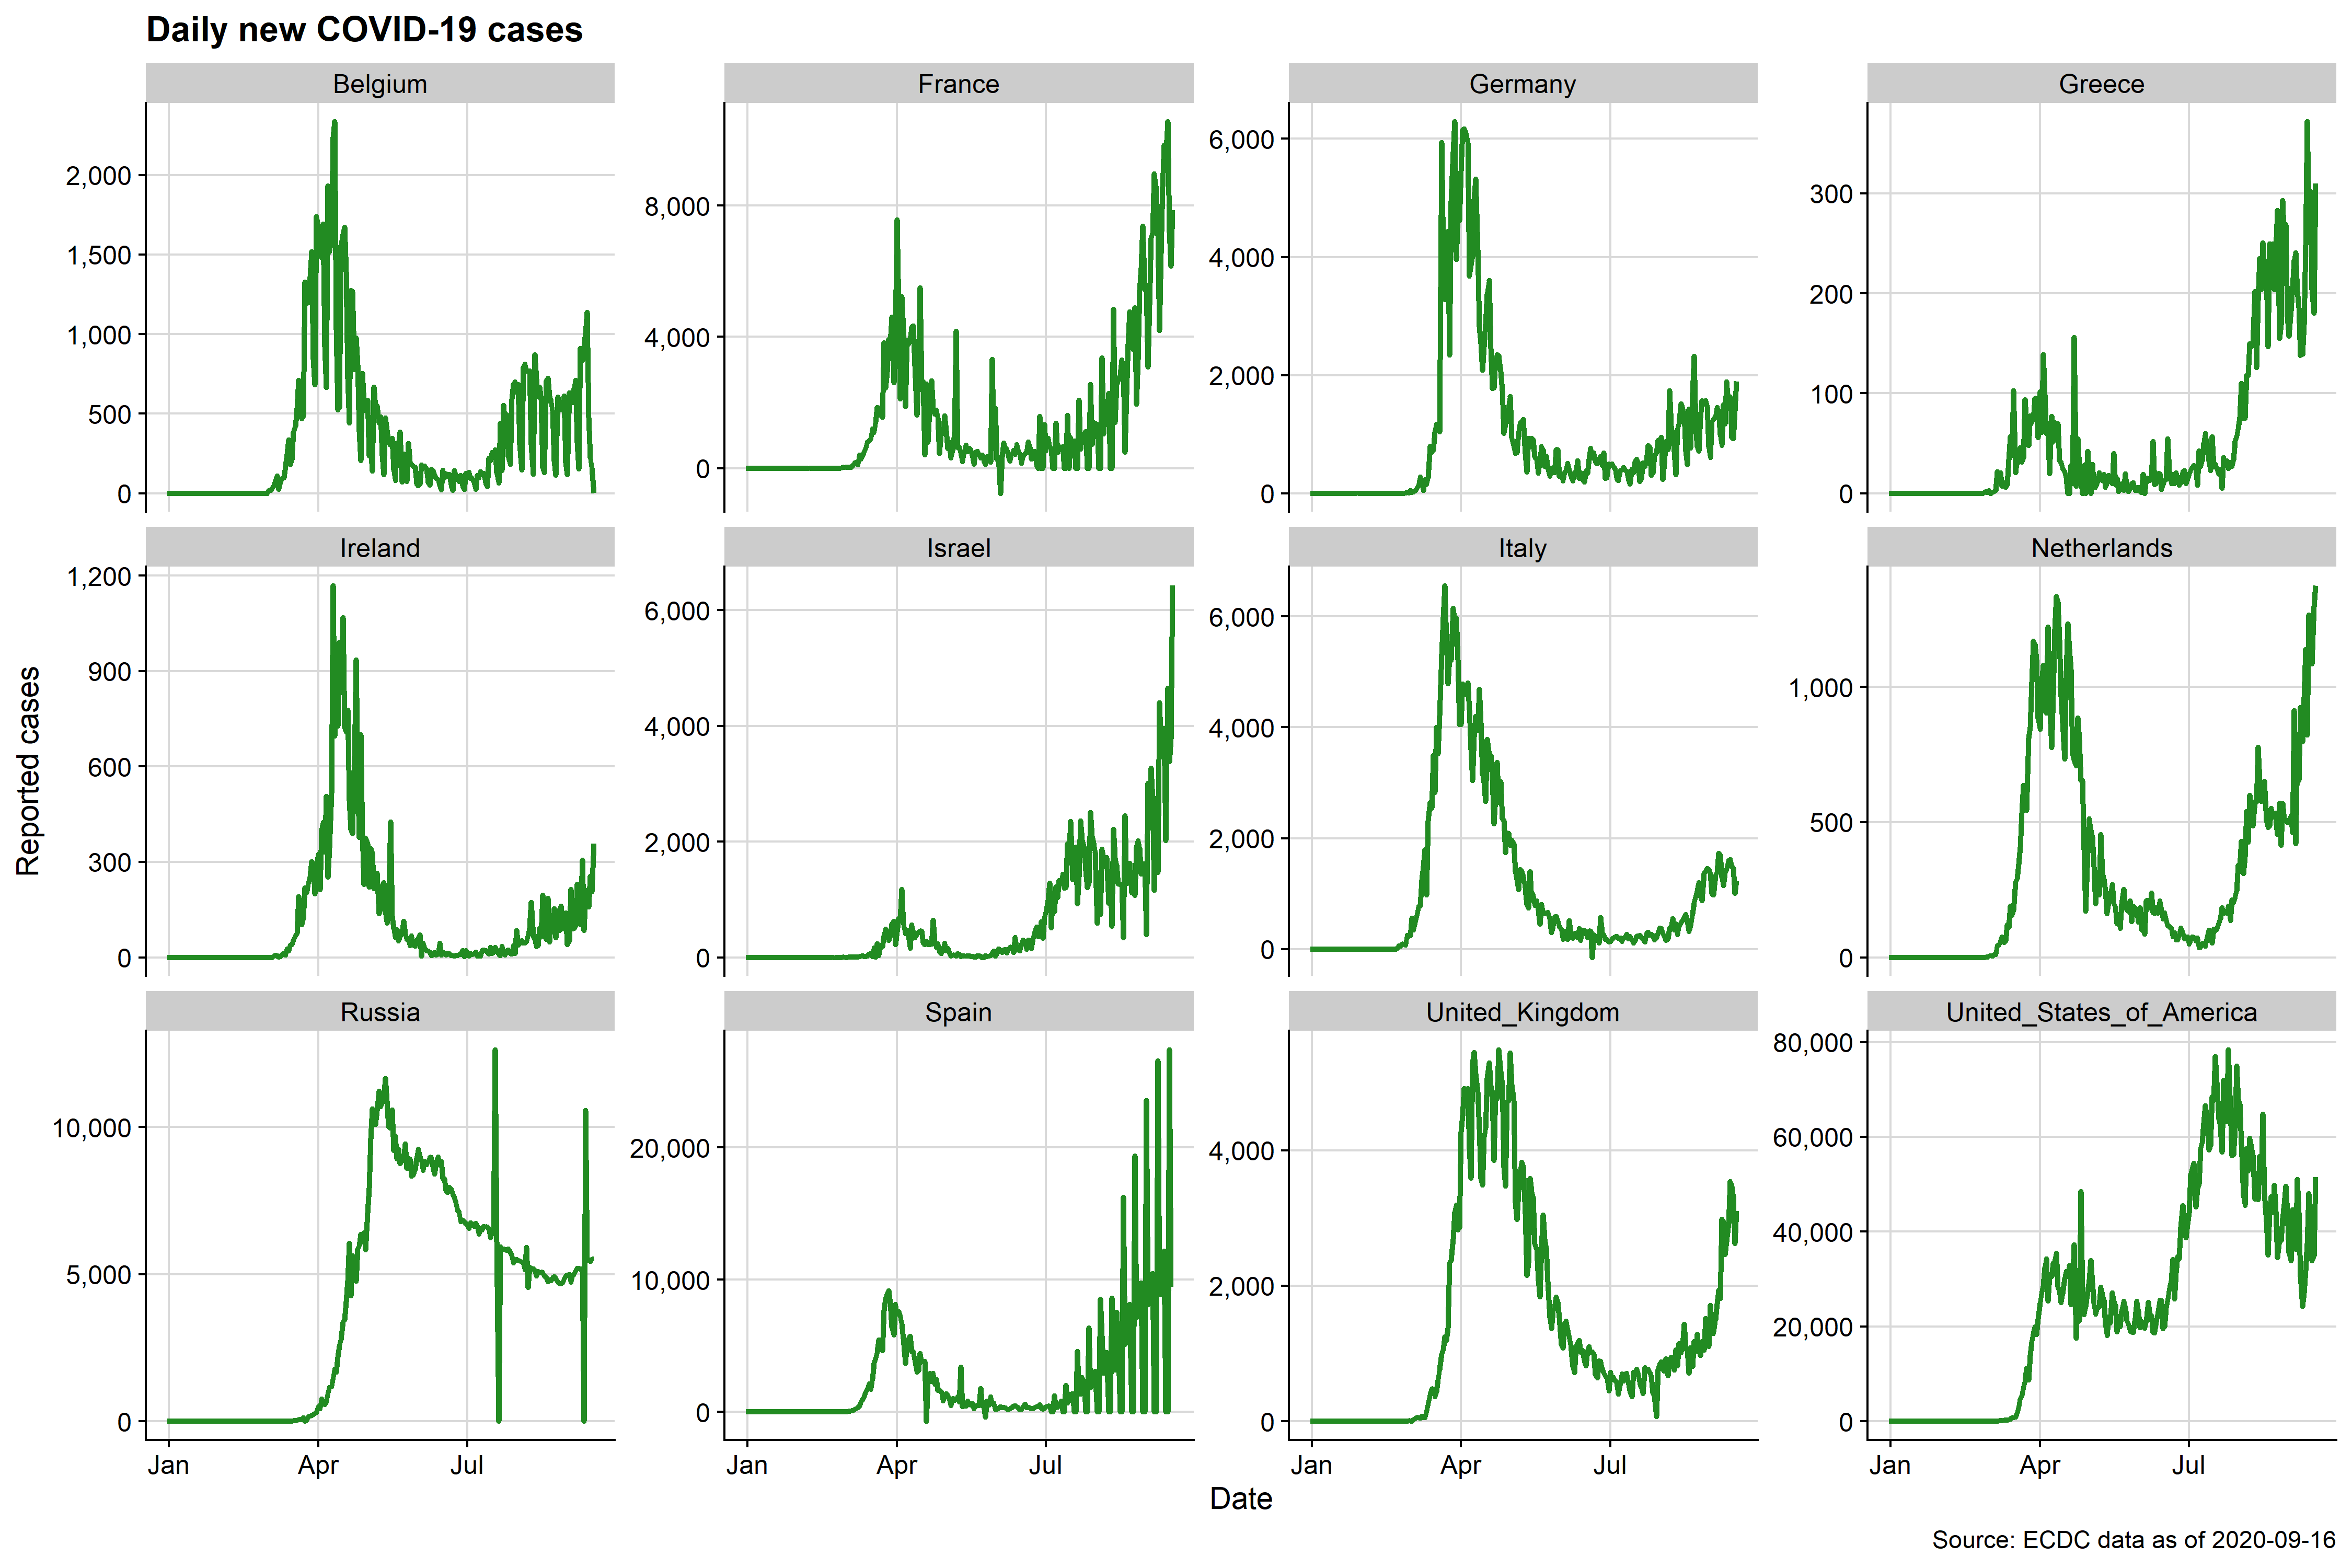 Daily new COVID-19 cases
Belgium
France
Germany
Greece
2,000
1,500
1,000
500
0
8,000
4,000
0
6,000
4,000
2,000
0
300
200
100
0
Ireland
Israel
Italy
Netherlands
1,200
900
600
300
0
6,000
4,000
2,000
0
6,000
4,000
2,000
0
1,000
500
0
Russia
Spain
United_Kingdom
United_States_of_America
10,000
5,000
0
20,000
10,000
0
4,000
2,000
0
80,000
60,000
40,000
20,000
0
Jan Apr Jul
Jan Apr Jul
Jan Apr Jul
Jan Apr Jul
Reported cases
Date
Source: ECDC data as of 2020-09-16